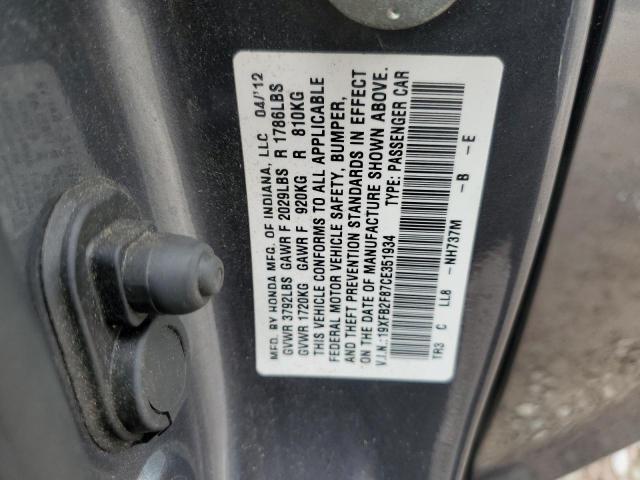 MFD. BY HONDA MFG. OF INDIANA, LLC 04/'12
GVWR 3792LBS GAWR F 2029LBS R 1786LBS
GVWR 1720KG GAWR F 920KG R 810KG
THIS VEHICLE CONFORMS TO ALL APPLICABLE
FEDERAL MOTOR VEHICLE SAFETY, BUMPER,
AND THEFT PREVENTION STANDARDS IN EFFECT
ON THE DATE OF MANUFACTURE SHOWN ABOVE.
V.I.N.:19XFB2F87CE351934 TYPE: PASSENGER CAR
TR3 C LL8 -NH737M -B -E